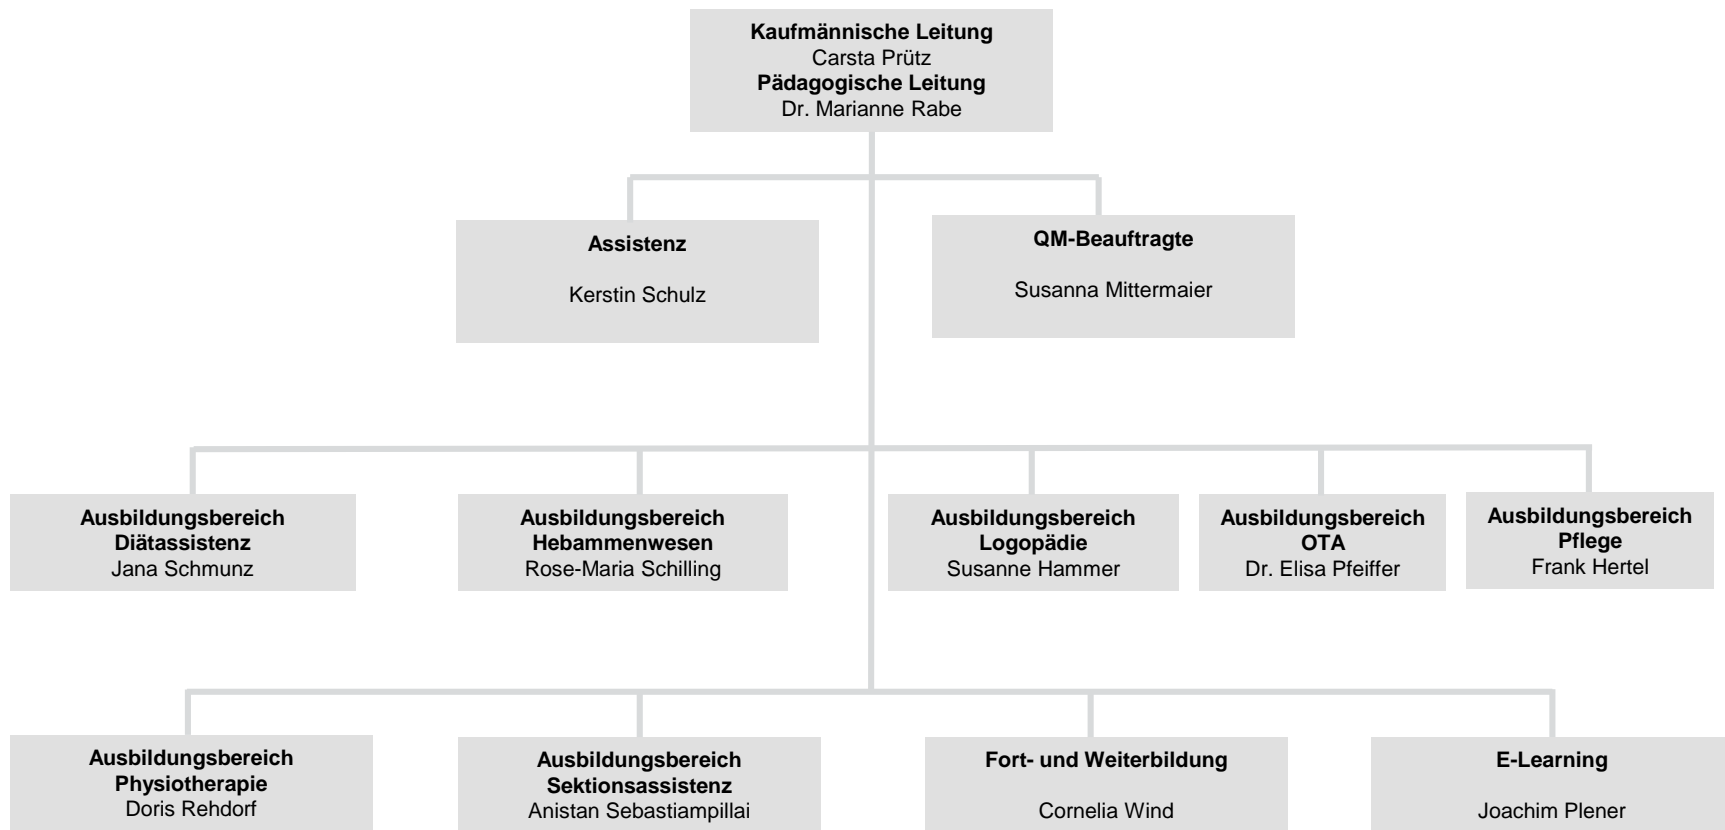 Kaufmännische Leitung
Carsta Prütz
Pädagogische Leitung
Dr. Marianne Rabe
Assistenz
Kerstin Schulz
QM-Beauftragte
Susanna Mittermaier
Ausbildungsbereich
Diätassistenz
Jana Schmunz
Ausbildungsbereich
Hebammenwesen
Rose-Maria Schilling
Ausbildungsbereich
Logopädie
Susanne Hammer
Ausbildungsbereich
OTA
Dr. Elisa Pfeiffer
Ausbildungsbereich
Pflege
Frank Hertel
Ausbildungsbereich
Physiotherapie
Doris Rehdorf
Ausbildungsbereich
Sektionsassistenz
Anistan Sebastiampillai
Fort- und Weiterbildung
Cornelia Wind
E-Learning
Joachim Plener